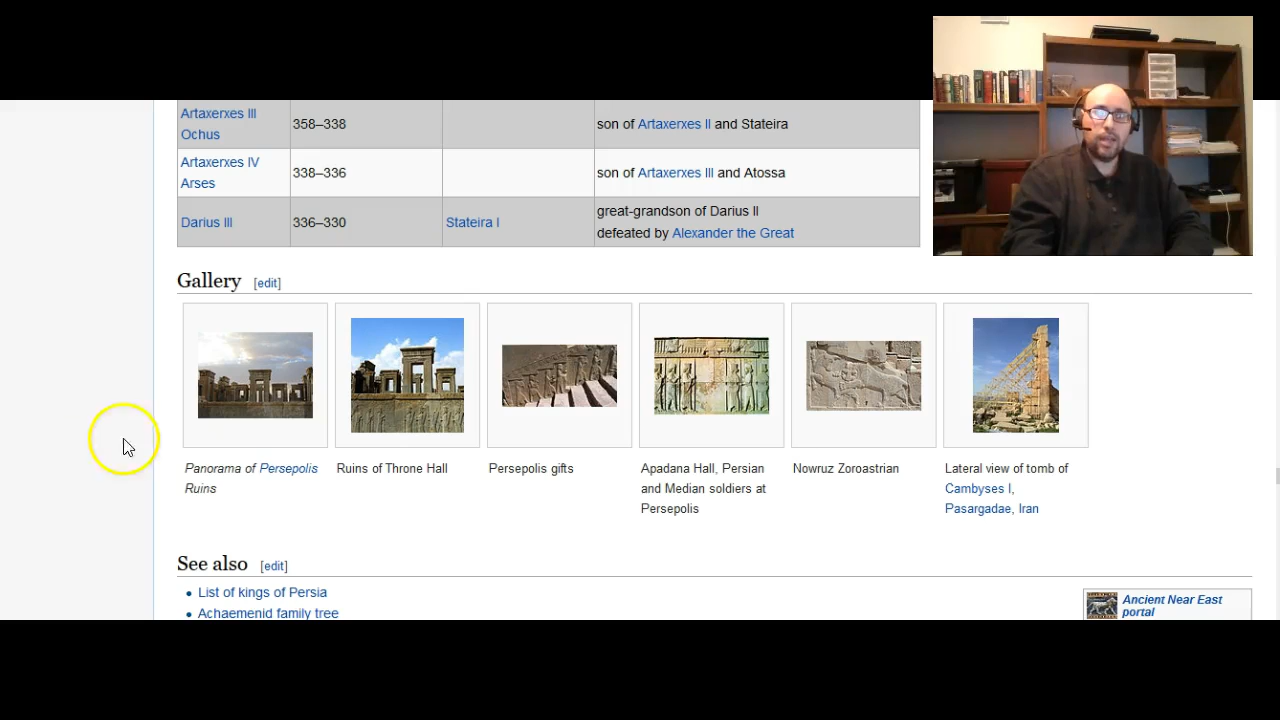 Artaxerxes III
Ochus
358–338
son of Artaxerxes II and Stateira
Artaxerxes IV
Arses
338–336
son of Artaxerxes III and Atossa
Darius III
336–330
Stateira I
great-grandson of Darius II
defeated by Alexander the Great
Gallery [edit]
Panorama of Persepolis
Ruins
Ruins of Throne Hall
Persepolis gifts
Apadana Hall, Persian
and Median soldiers at
Persepolis
Nowruz Zoroastrian
Lateral view of tomb of
Cambyses I,
Pasargadae, Iran
See also [edit]
List of kings of Persia
Achaemenid family tree
Ancient Near East
portal